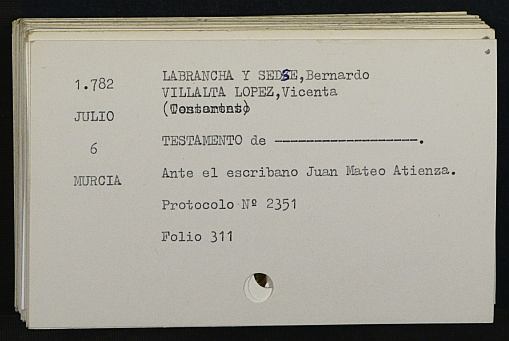 1.782
JULIO
6
MURCIA
LABRANCHA Y SEDSE,Bernardo
VILLALTA LOPEZ,Vicenta
TESTAMENTO de ------------------.
Ante el escribano Juan Mateo Atienza.
Protocolo Nº 2351
Folio 311